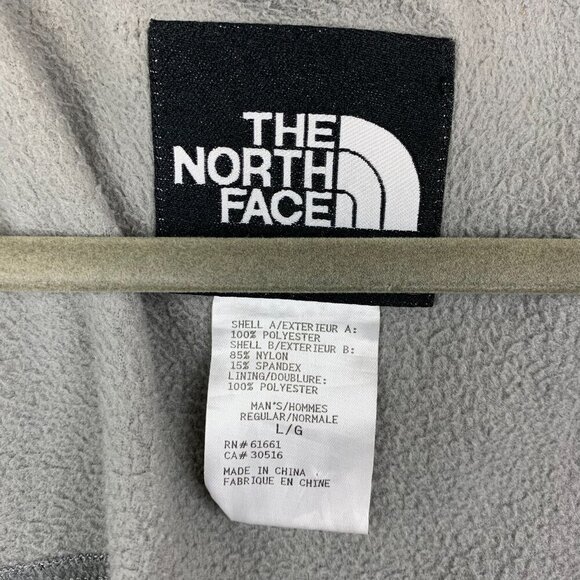 THE
NORTH
FACE
SHELL A/EXTERIEUR A:
100% POLYESTER
SHELL B/EXTERIEUR B:
85% NYLON
15% SPANDEX
LINING/DOUBLURE:
100% POLYESTER
MAN'S/HOMMES
REGULAR/NORMALE
L/G
RN# 61661
CA# 30516
MADE IN CHINA
FABRIQUE EN CHINE